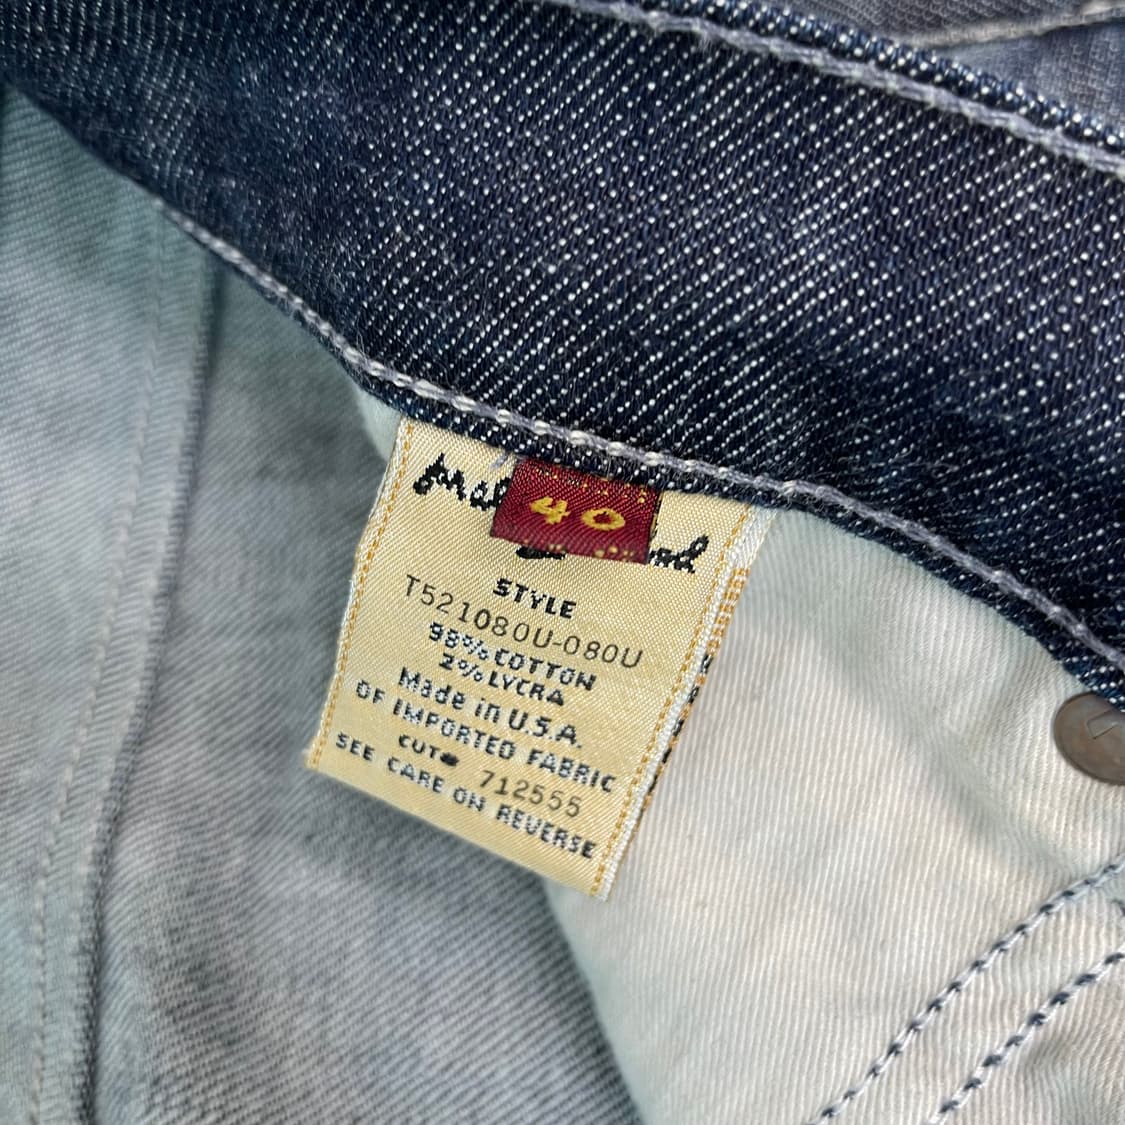 40
STYLE
T521080U-080U
98% COTTON
2% LYCRA
Made in U.S.A.
OF IMPORTED FABRIC
CUT# 712555
SEE CARE ON REVERSE